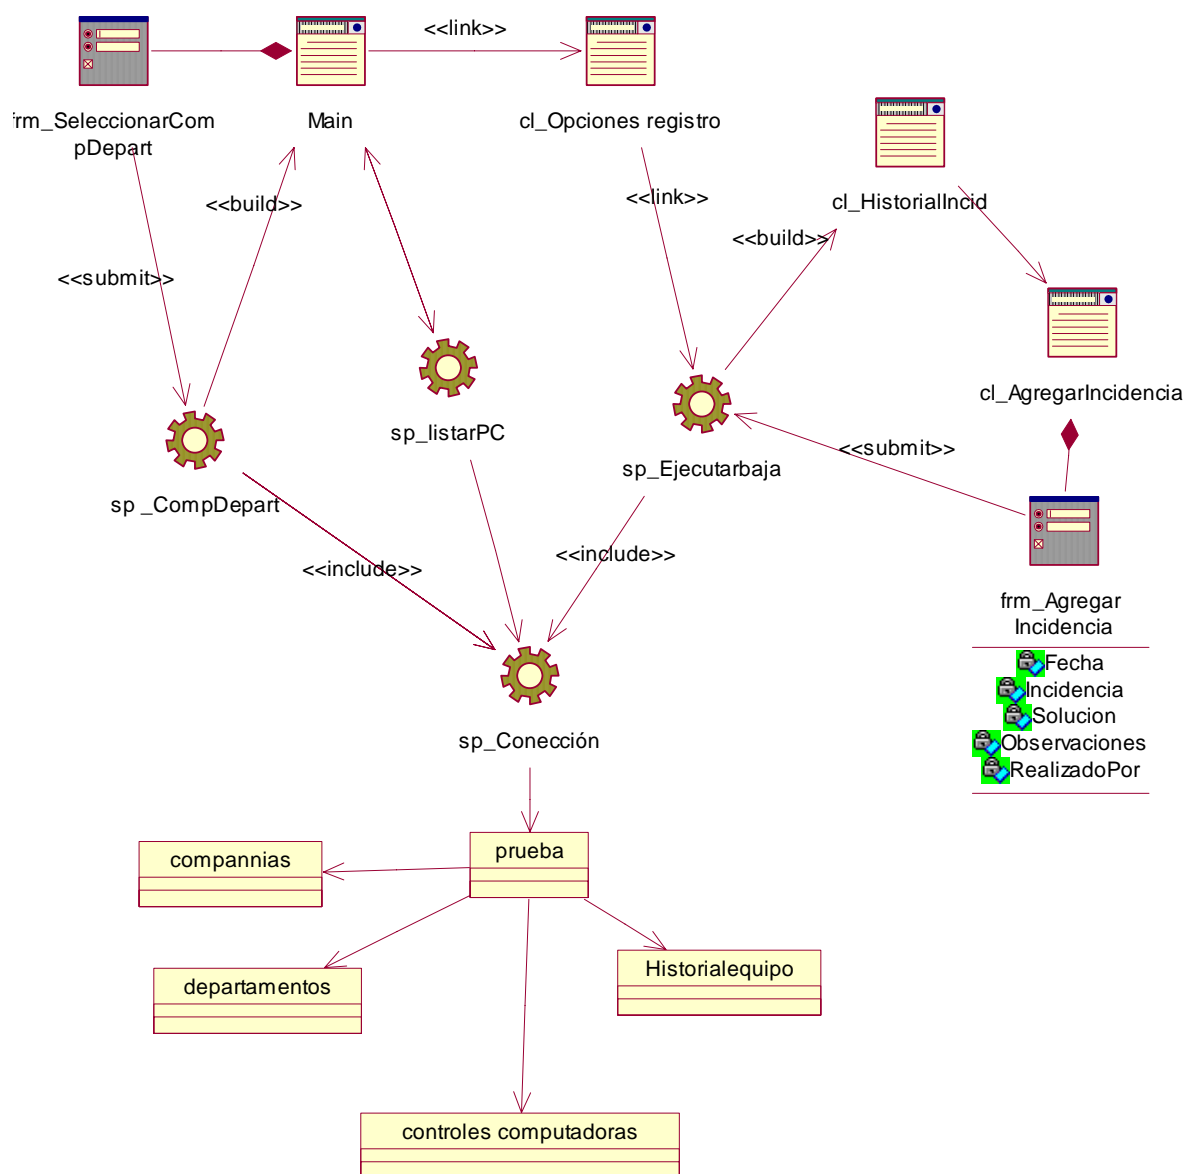 <<link>>
frm_SeleccionarCom
pDepart
Main
cl_Opciones registro
cl_HistorialIncid
<<build>>
<<link>>
<<build>>
<<submit>>
cl_AgregarIncidencia
sp_listarPC
<<submit>>
sp_Ejecutarbaja
sp _CompDepart
<<include>>
<<include>>
frm_Agregar
Incidencia
Fecha
Incidencia
Solucion
Observaciones
RealizadoPor
sp_Conección
prueba
compannias
Historialequipo
departamentos
controles computadoras